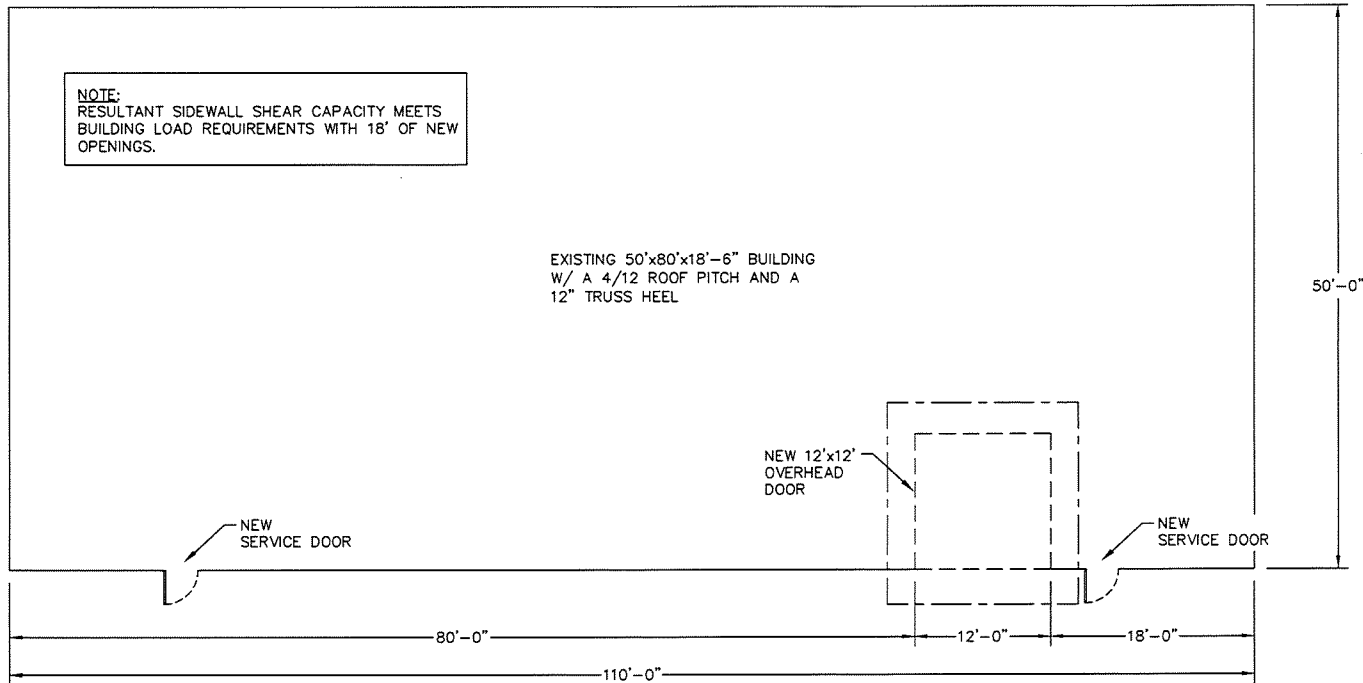 NOTE:
RESULTANT SIDEWALL SHEAR CAPACITY MEETS
BUILDING LOAD REQUIREMENTS WITH 18' OF NEW
OPENINGS.
EXISTING 50'x80'x18'-6" BUILDING
W/ A 4/12 ROOF PITCH AND A
12" TRUSS HEEL
50'-0"
NEW 12'x12'
OVERHEAD
DOOR
NEW
SERVICE DOOR
NEW
SERVICE DOOR
80'-0"
12'-0"
18'-0"
110'-0"